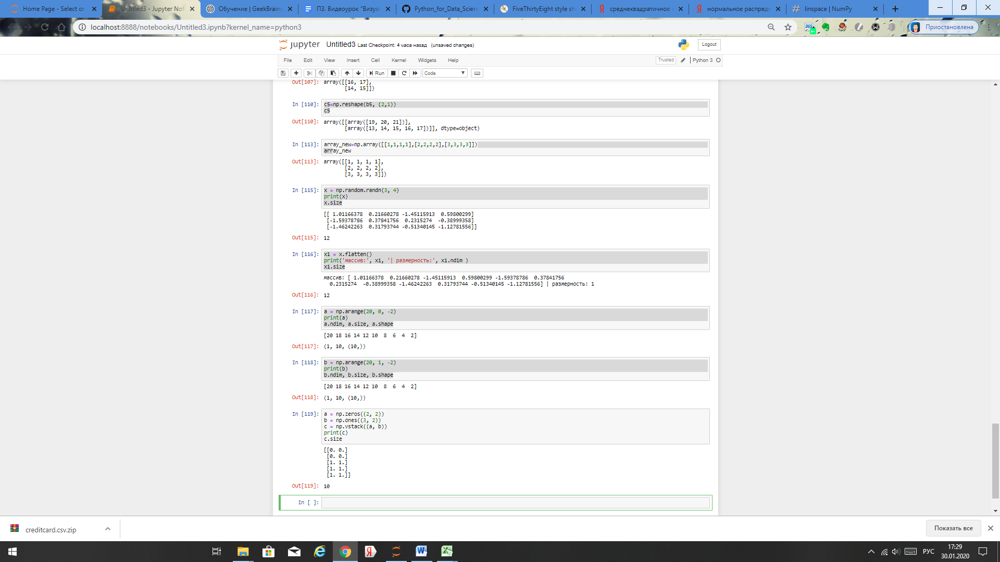 Home Page - Select or
Untitled3 - Jupyter Not
Обучение | GeekBrains
ПЗ. Видеоурок "Визуал
Python_for_Data_Scienc
FiveThirtyEight style sh
среднеквадратичное
нормальное распреде
linspace | NumPy
localhost:8888/notebooks/Untitled3.ipynb?kernel_name=python3
Приостановлена
jupyter Untitled3 Last Checkpoint: 4 часа назад (unsaved changes)
Logout
File Edit View Insert Cell Kernel Widgets Help
Trusted
Python 3
Run
Code
Out[107]: array([[16, 17],
[14, 15]])
In [110]: c5=np.reshape(b5, (2,1))
c5
Out[110]: array([[array([19, 20, 21])],
[array([13, 14, 15, 16, 17])]], dtype=object)
In [113]: array_new=np.array([[1,1,1,1],[2,2,2,2],[3,3,3,3]])
array_new
Out[113]: array([[1, 1, 1, 1],
[2, 2, 2, 2],
[3, 3, 3, 3]])
In [115]: x = np.random.randn(3, 4)
print(x)
x.size
[[ 1.01166378  0.21660278 -1.45115913  0.59800299]
[-1.59378786  0.37841756  0.2315274  -0.38999358]
[-1.46242263  0.31793744 -0.51340145 -1.12781556]]
Out[115]: 12
In [116]: x1 = x.flatten()
print('массив:', x1, '| размерность:', x1.ndim )
x1.size
массив: [ 1.01166378  0.21660278 -1.45115913  0.59800299 -1.59378786  0.37841756
0.2315274  -0.38999358 -1.46242263  0.31793744 -0.51340145 -1.12781556] | размерность: 1
Out[116]: 12
In [117]: a = np.arange(20, 0, -2)
print(a)
a.ndim, a.size, a.shape
[20 18 16 14 12 10  8  6  4  2]
Out[117]: (1, 10, (10,))
In [118]: b = np.arange(20, 1, -2)
print(b)
b.ndim, b.size, b.shape
[20 18 16 14 12 10  8  6  4  2]
Out[118]: (1, 10, (10,))
In [119]: a = np.zeros((2, 2))
b = np.ones((3, 2))
c = np.vstack((a, b))
print(c)
c.size
[[0. 0.]
[0. 0.]
[1. 1.]
[1. 1.]
[1. 1.]]
Out[119]: 10
In [ ]:
creditcard.csv.zip
Показать все
РУС
17:29
30.01.2020